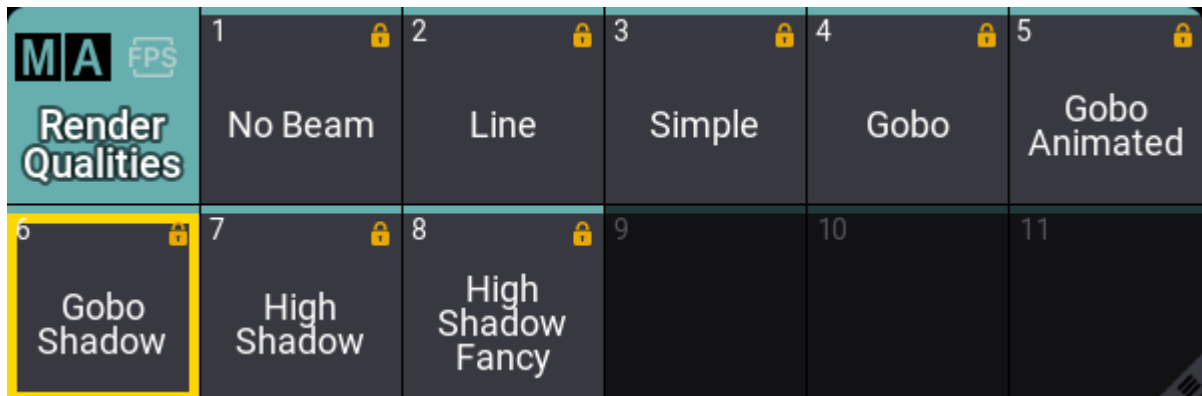 MA FPS
Render
Qualities
1
No Beam
2
Line
3
Simple
4
Gobo
5
Gobo
Animated
6
Gobo
Shadow
7
High
Shadow
8
High
Shadow
Fancy
9
10
11